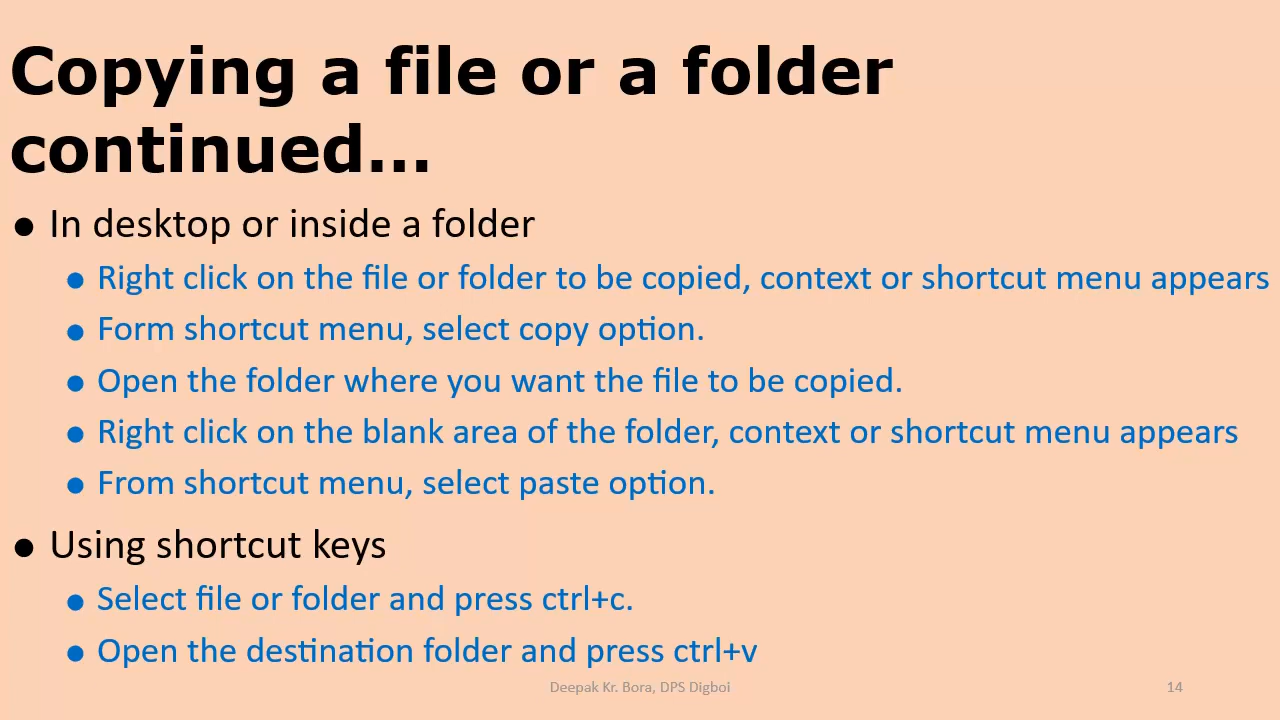 Copying a file or a folder
continued…
● In desktop or inside a folder
● Right click on the file or folder to be copied, context or shortcut menu appears
● Form shortcut menu, select copy option.
● Open the folder where you want the file to be copied.
● Right click on the blank area of the folder, context or shortcut menu appears
● From shortcut menu, select paste option.
● Using shortcut keys
● Select file or folder and press ctrl+c.
● Open the destination folder and press ctrl+v
Deepak Kr. Bora, DPS Digboi
14